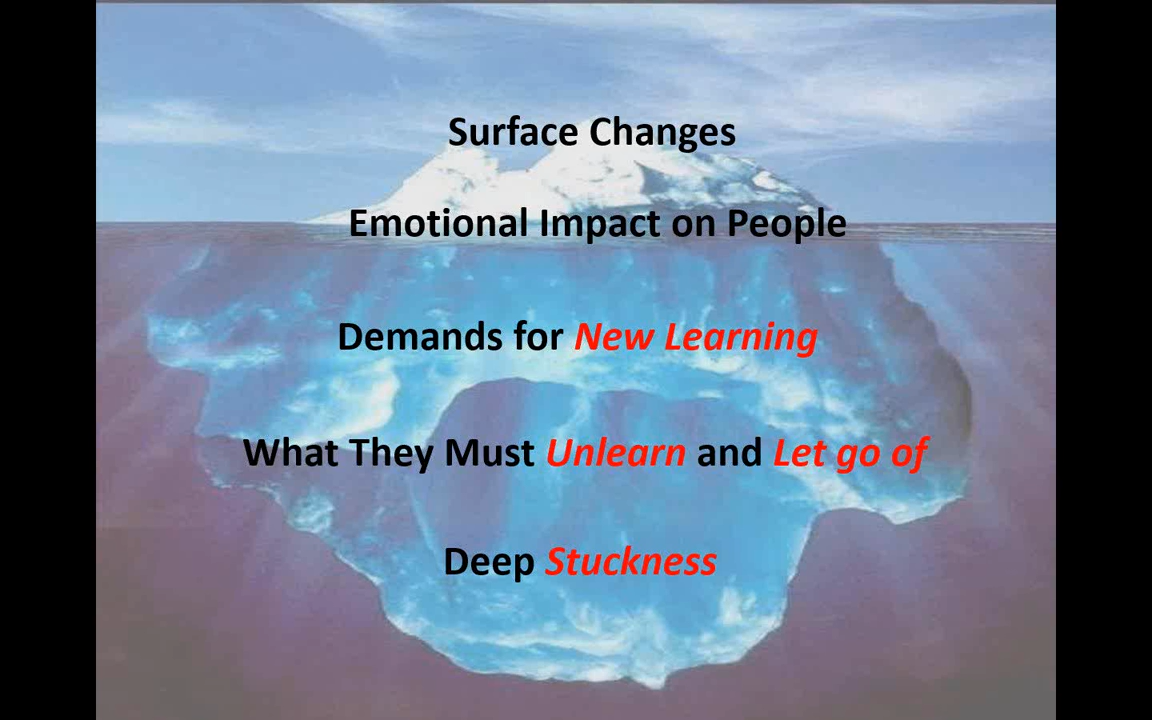 Surface Changes
Emotional Impact on People
Demands for New Learning
What They Must Unlearn and Let go of
Deep Stuckness